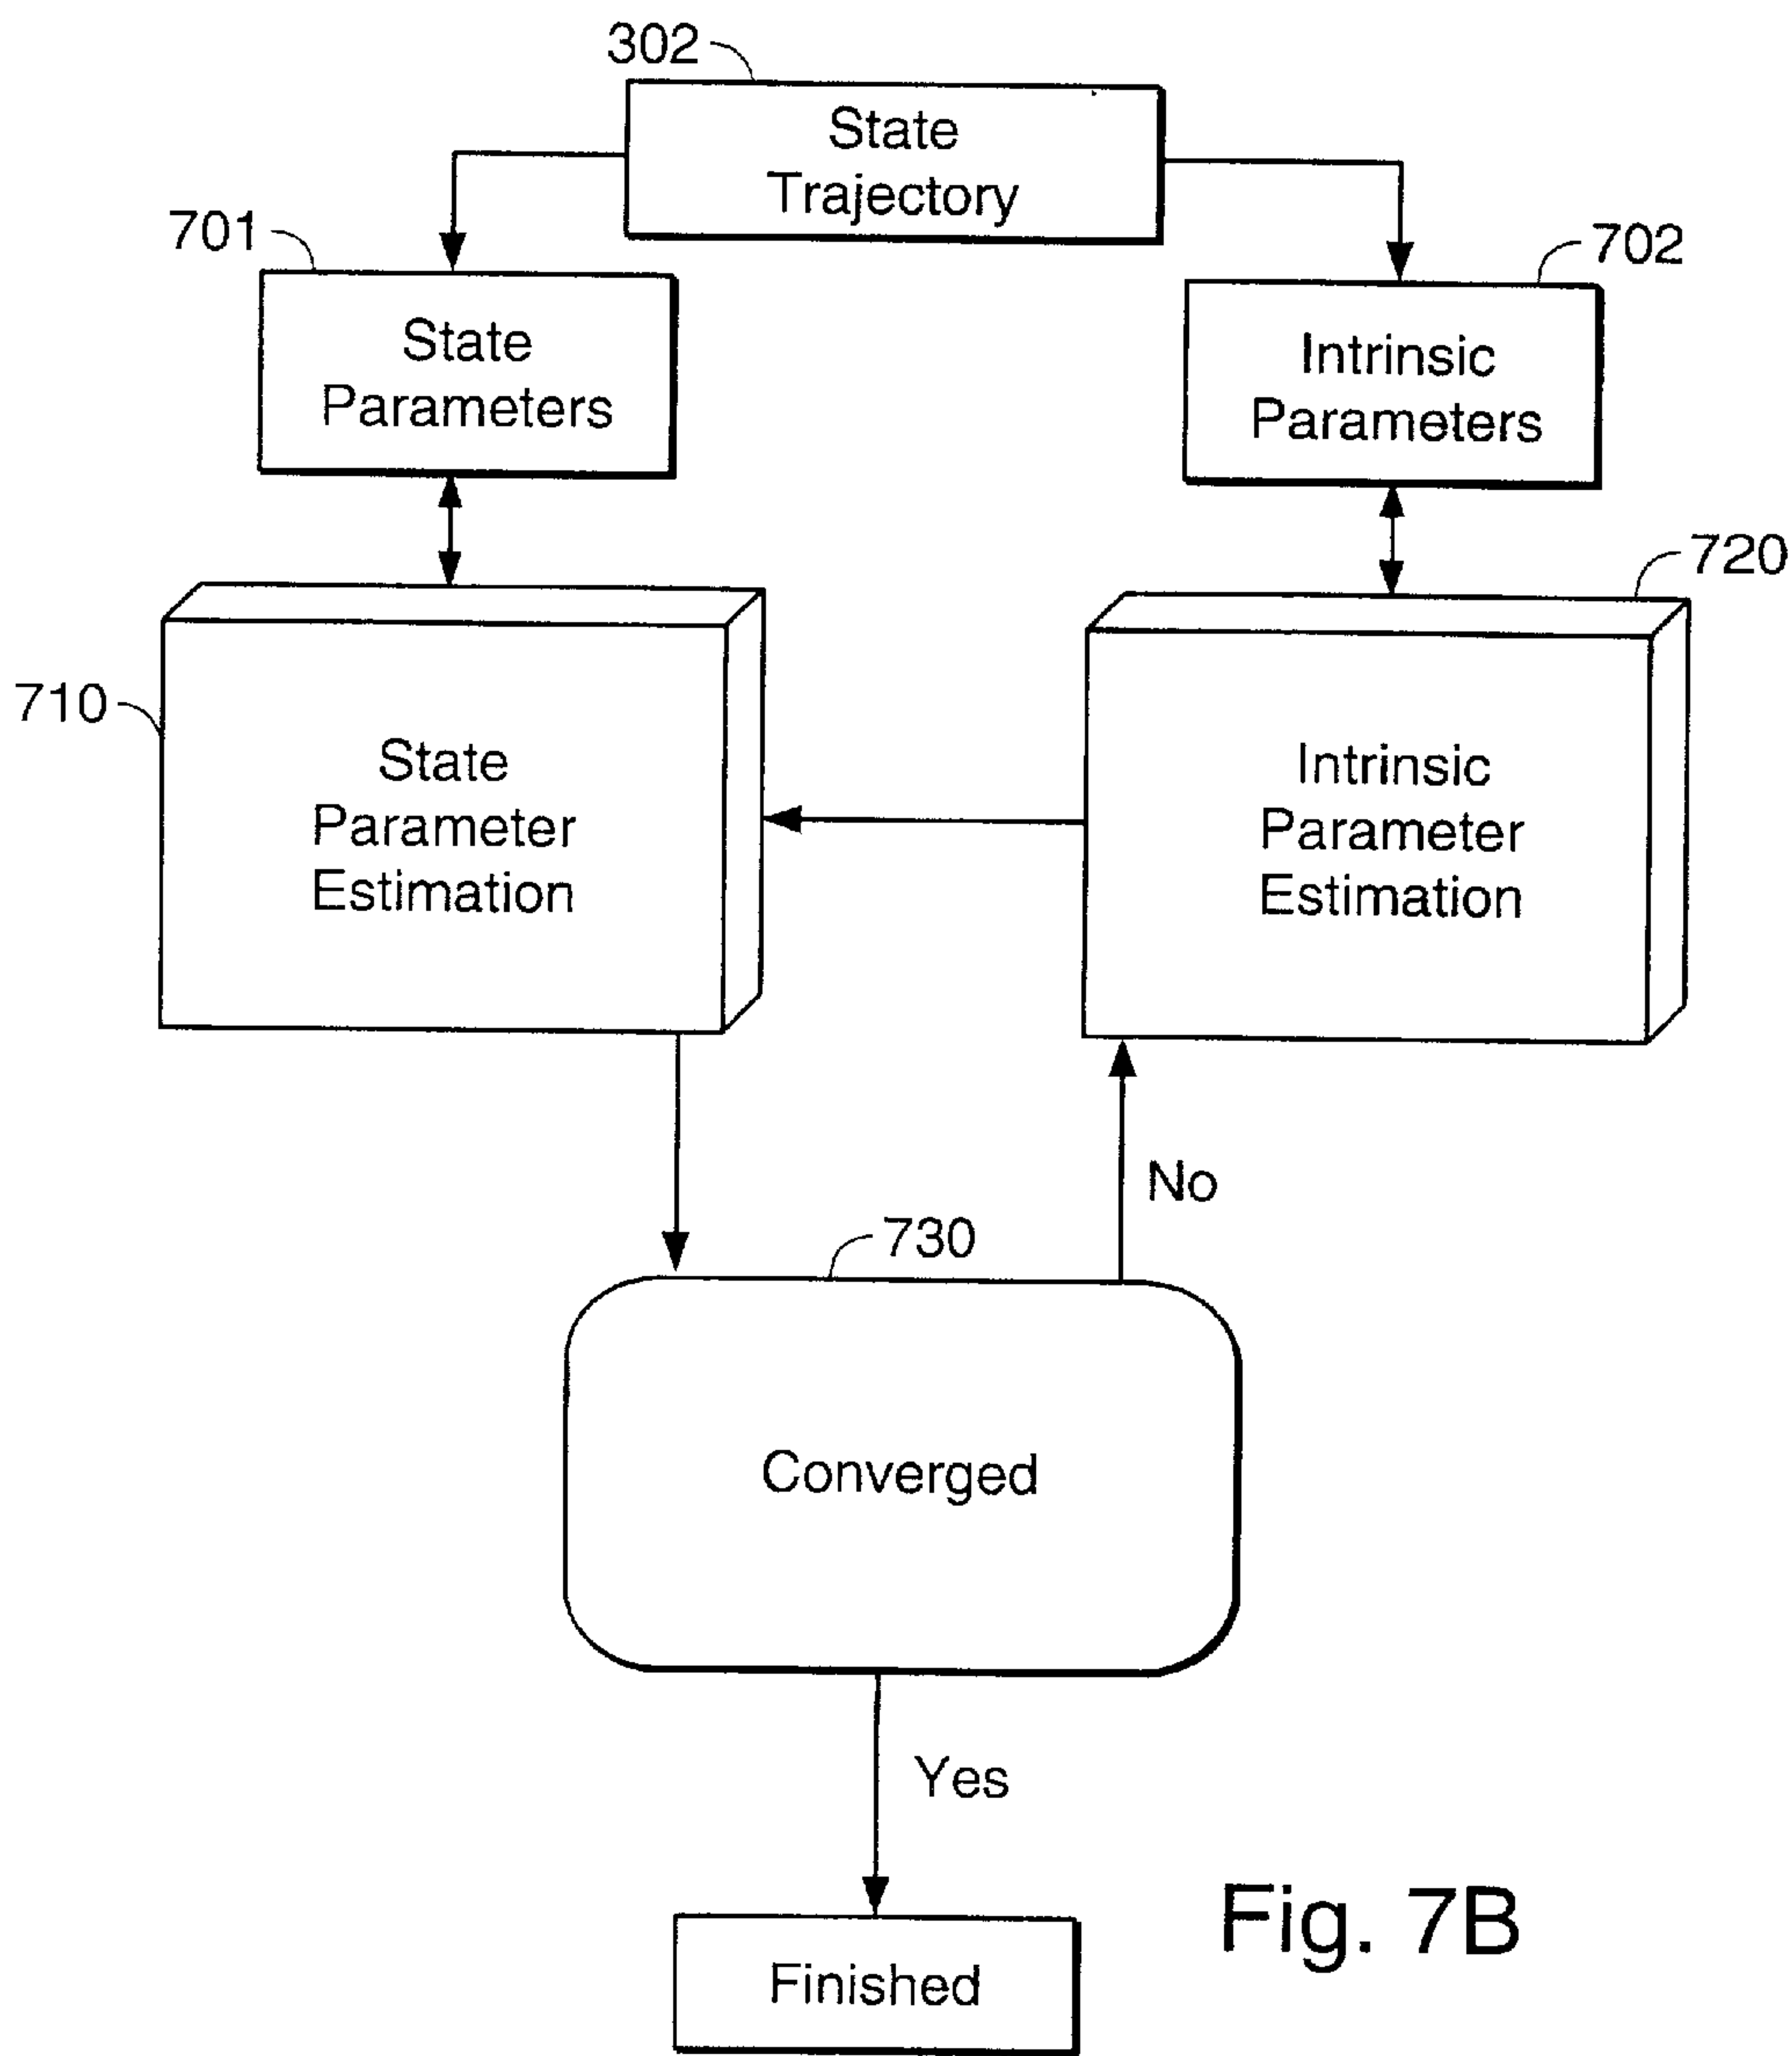 302
State
Trajectory
701
State
Parameters
702
Intrinsic
Parameters
720
710
State
Parameter
Estimation
Intrinsic
Parameter
Estimation
No
730
Converged
Yes
Finished
Fig. 7B